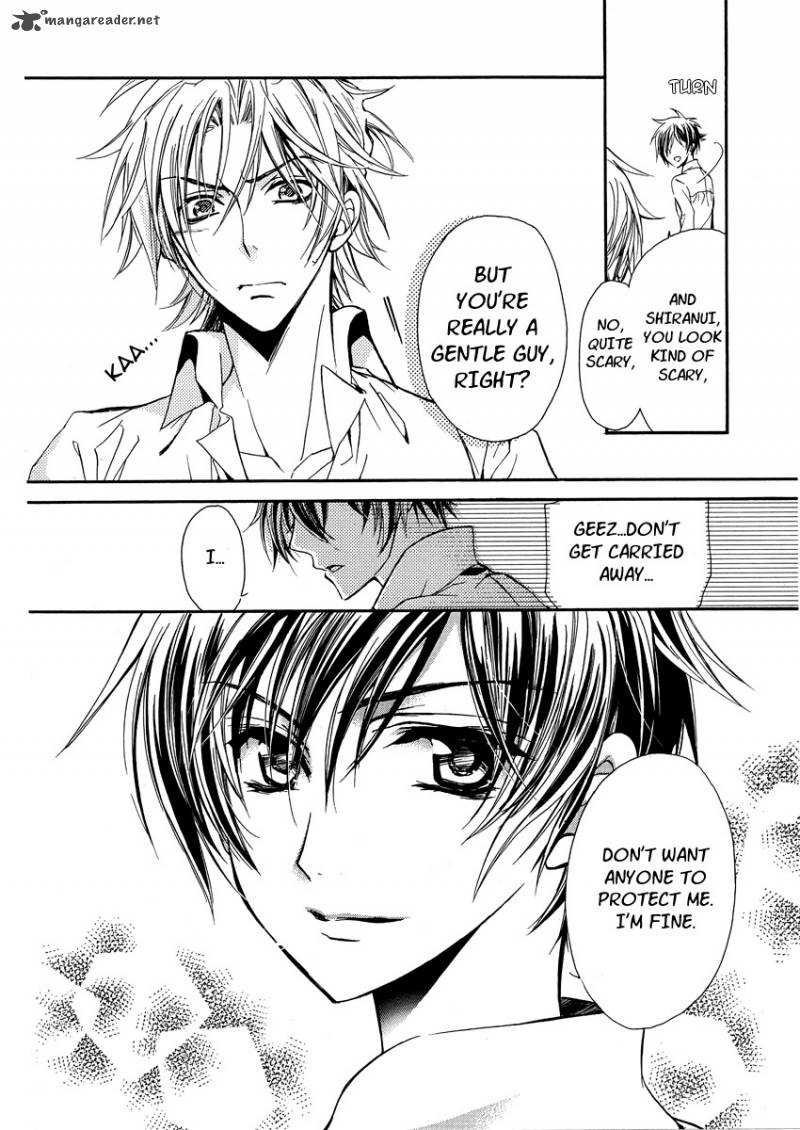 mangareader.net
TURN
AND
SHIRANUI,
YOU LOOK
KIND OF
SCARY,
NO,
QUITE
SCARY,
BUT
YOU'RE
REALLY A
GENTLE GUY,
RIGHT?
KAA...
GEEZ...DON'T
GET CARRIED
AWAY...
I...
DON'T WANT
ANYONE TO
PROTECT ME.
I'M FINE.